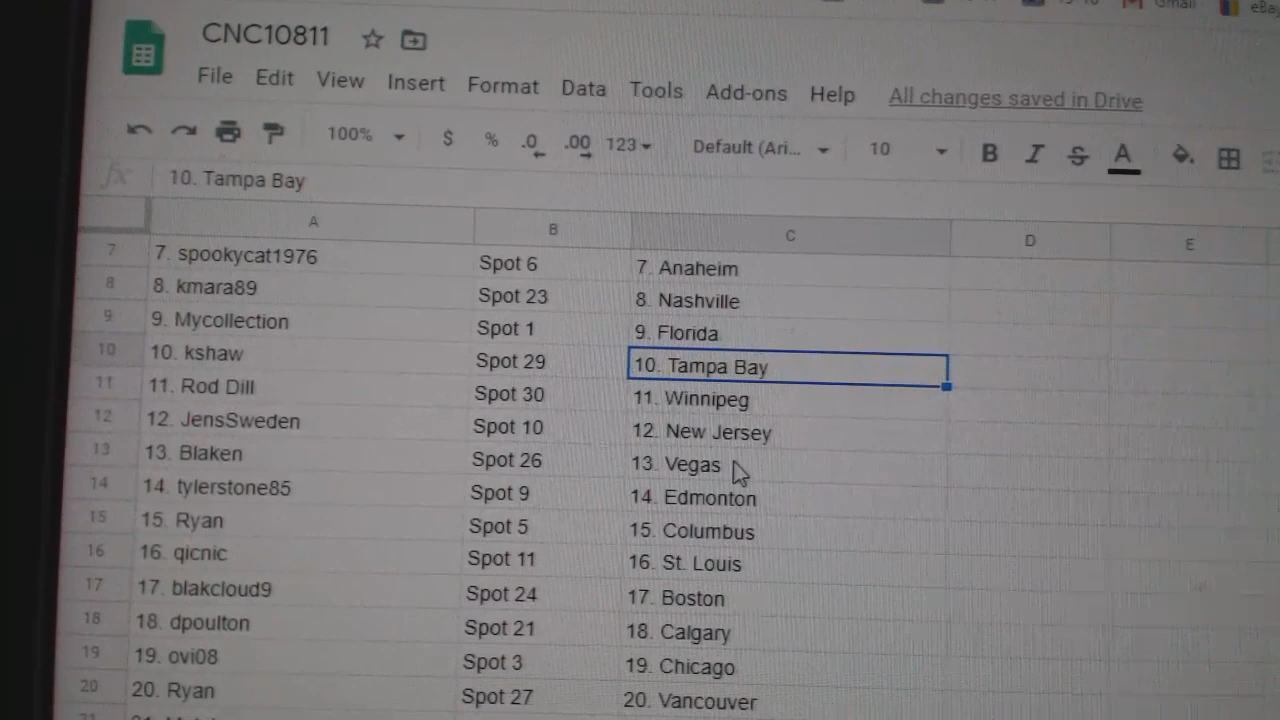 Gmail
eBa
CNC10811
File Edit View Insert Format Data Tools Add-ons Help All changes saved in Drive
100% $ % .0 .00 123 Default (Ari... 10 B I S A
fx 10. Tampa Bay
A B C D E
7 7. spookycat1976 Spot 6 7. Anaheim
8 8. kmara89 Spot 23 8. Nashville
9 9. Mycollection Spot 1 9. Florida
10 10. kshaw Spot 29 10. Tampa Bay
11 11. Rod Dill Spot 30 11. Winnipeg
12 12. JensSweden Spot 10 12. New Jersey
13 13. Blaken Spot 26 13. Vegas
14 14. tylerstone85 Spot 9 14. Edmonton
15 15. Ryan Spot 5 15. Columbus
16 16. qicnic Spot 11 16. St. Louis
17 17. blakcloud9 Spot 24 17. Boston
18 18. dpoulton Spot 21 18. Calgary
19 19. ovi08 Spot 3 19. Chicago
20 20. Ryan Spot 27 20. Vancouver